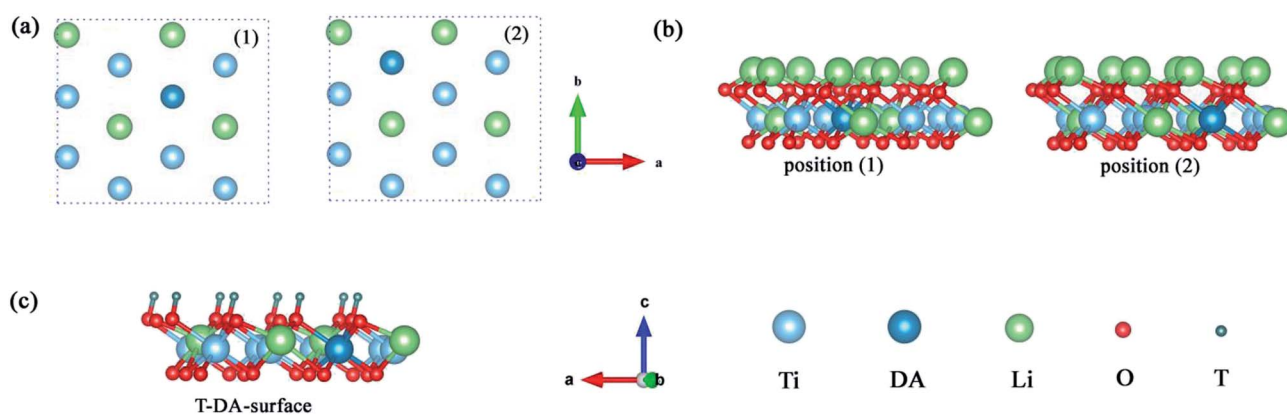 (a)
(1)
(2)
b
a
(b)
position (1)
position (2)
(c)
T-DA-surface
c
a
b
Ti
DA
Li
O
T